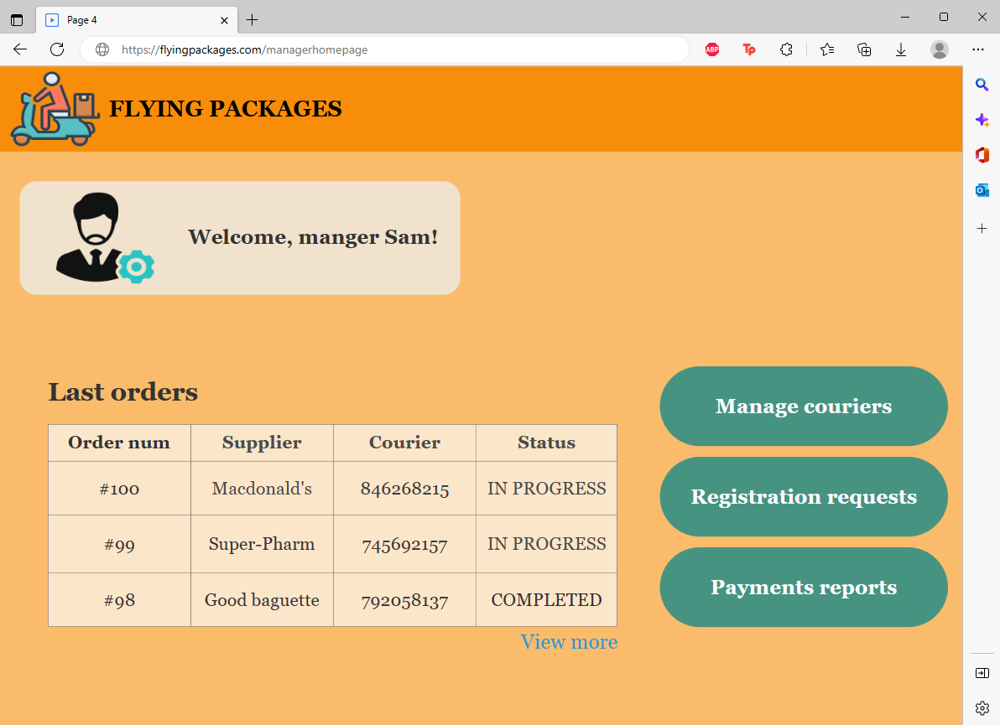 Page 4
https://flyingpackages.com/managerhomepage
ABP
Tp
FLYING PACKAGES
Welcome, manger Sam!
Last orders
Order num Supplier Courier Status
#100 Macdonald's 846268215 IN PROGRESS
#99 Super-Pharm 745692157 IN PROGRESS
#98 Good baguette 792058137 COMPLETED
View more
Manage couriers
Registration requests
Payments reports